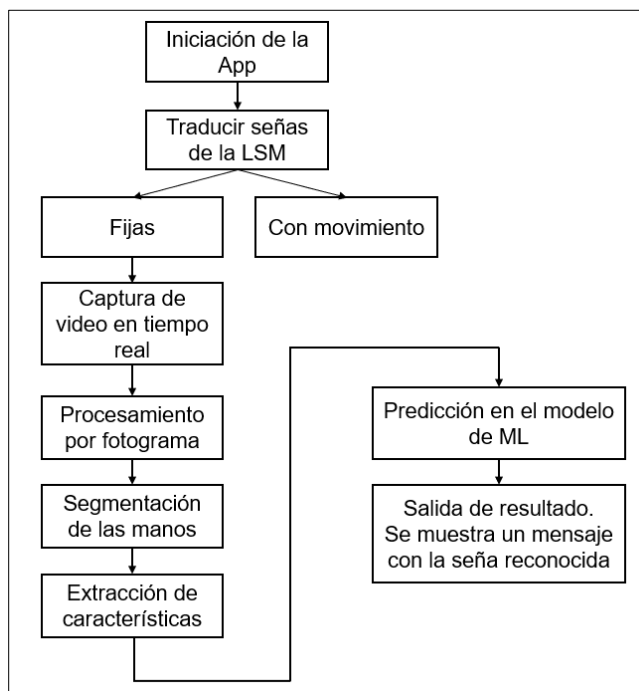 Iniciación de la
App
Traducir señas
de la LSM
Fijas
Con movimiento
Captura de
video en tiempo
real
Procesamiento
por fotograma
Segmentación
de las manos
Extracción de
características
Predicción en el modelo
de ML
Salida de resultado.
Se muestra un mensaje
con la seña reconocida